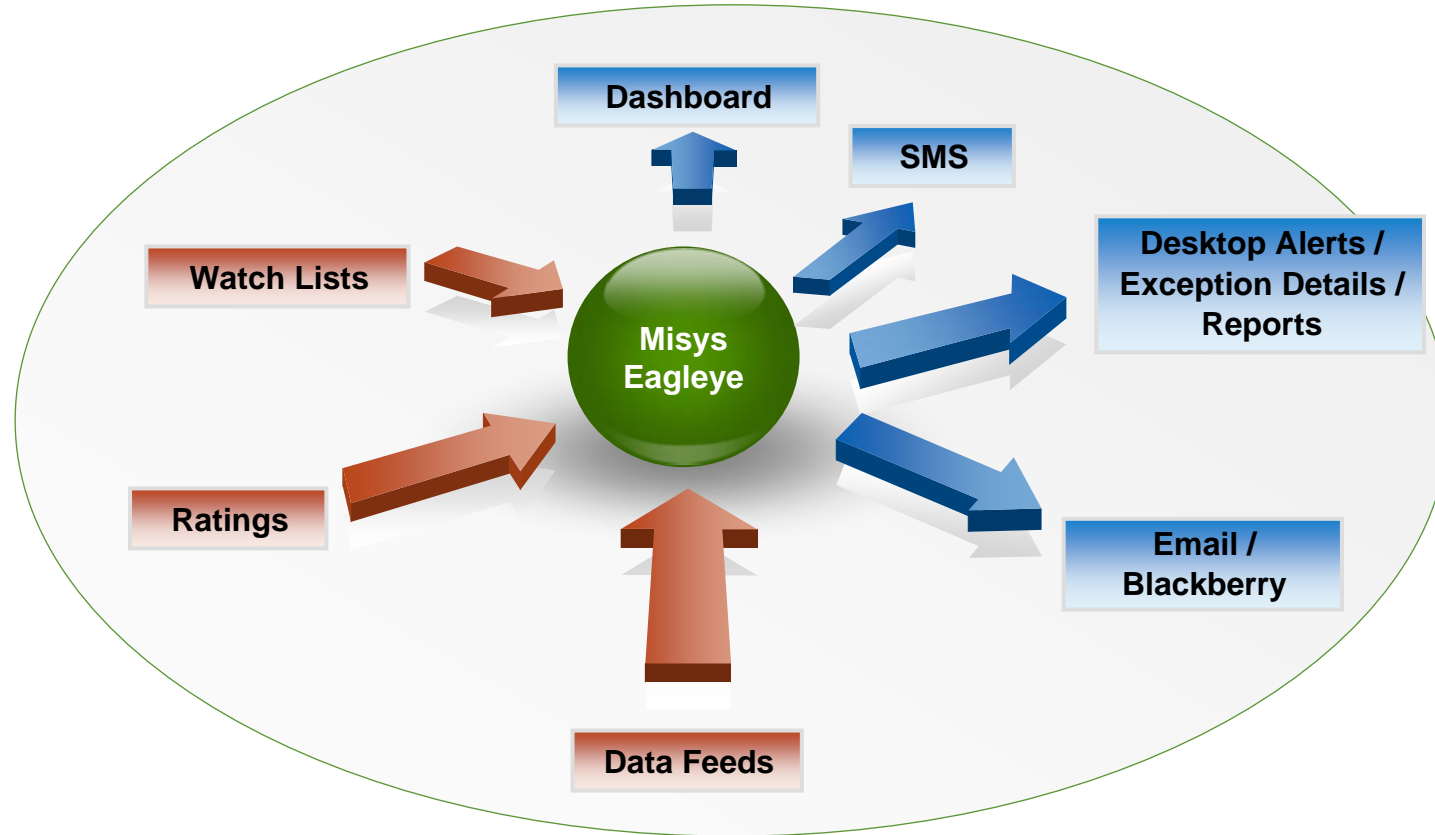 Dashboard
SMS
Desktop Alerts /
Exception Details /
Reports
Watch Lists
Misys
Eagleye
Ratings
Email /
Blackberry
Data Feeds